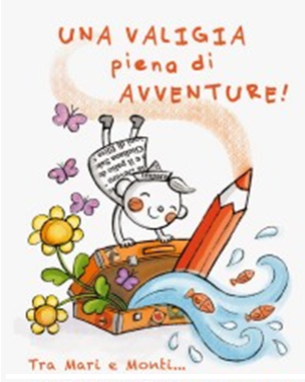 UNA VALIGIA
piena di
AVVENTURE!
Tra Mari e Monti...